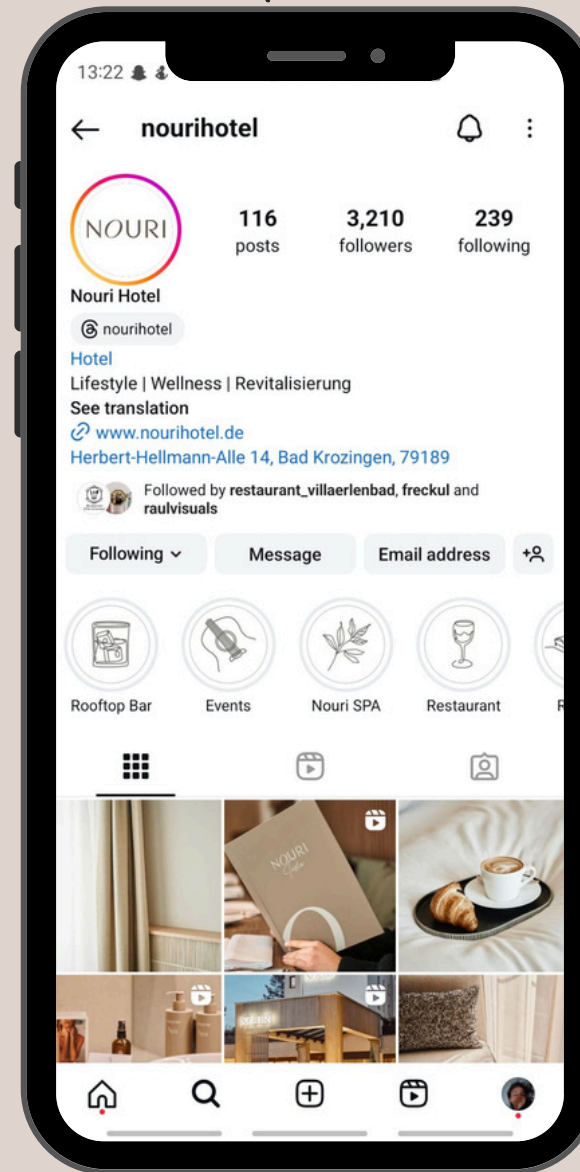 13:22
nourihotel
NOURI
116
posts
3,210
followers
239
following
Nouri Hotel
nourihotel
Hotel
Lifestyle | Wellness | Revitalisierung
See translation
www.nourihotel.de
Herbert-Hellmann-Alle 14, Bad Krozingen, 79189
Followed by restaurant_villaerlenbad, freckul and
raulvisuals
Following
Message
Email address
Rooftop Bar
Events
Nouri SPA
Restaurant
NOURI